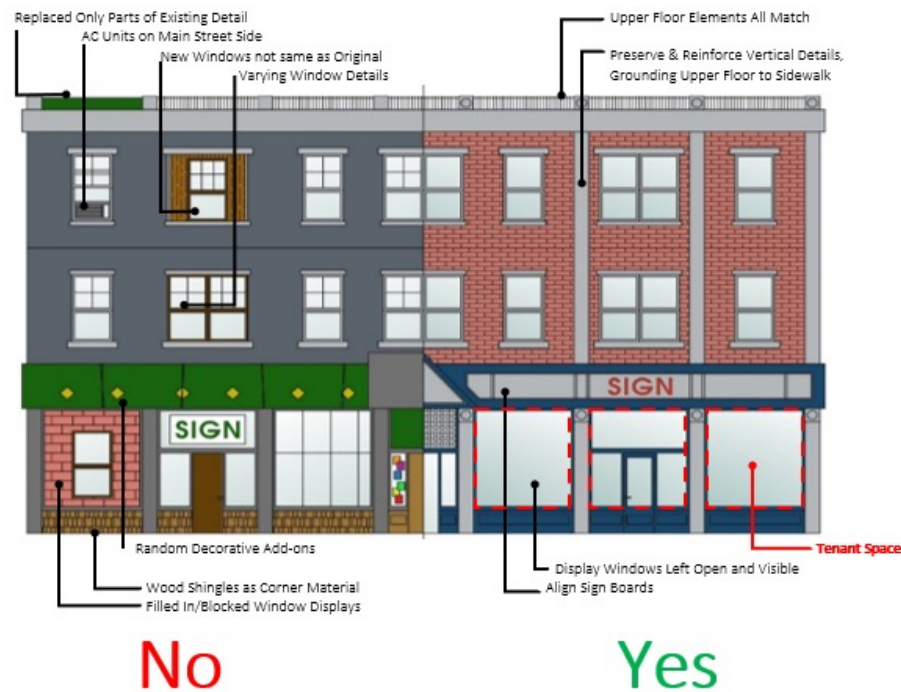 Replaced Only Parts of Existing Detail
AC Units on Main Street Side
New Windows not same as Original
Varying Window Details
Upper Floor Elements All Match
Preserve & Reinforce Vertical Details,
Grounding Upper Floor to Sidewalk
SIGN
SIGN
Random Decorative Add-ons
Wood Shingles as Corner Material
Filled In/Blocked Window Displays
Tenant Space
Display Windows Left Open and Visible
Align Sign Boards
No
Yes